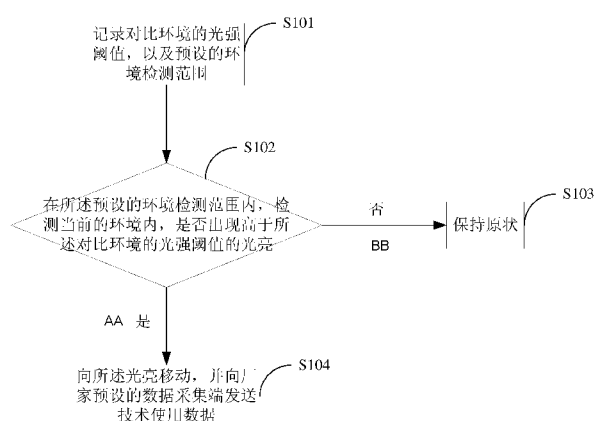 S101
记录对比环境的光强
阈值，以及预设的环
境检测范围
S102
在所述预设的环境检测范围内，检
测当前的环境内，是否出现高于所
述对比环境的光强阈值的光亮
否
BB
S103
保持原状
AA 是
S104
向所述光亮移动，并向厂
家预设的数据采集端发送
技术使用数据